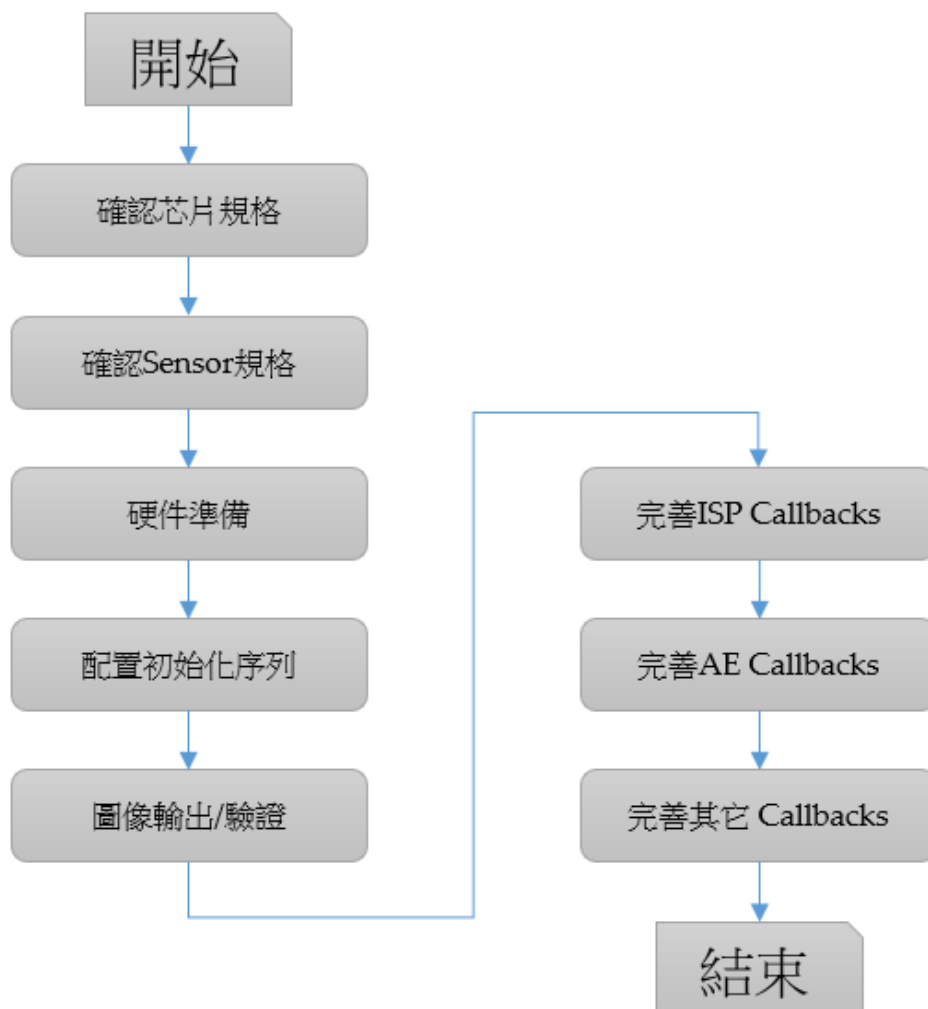 開始
確認芯片規格
確認Sensor規格
硬件準備
配置初始化序列
圖像輸出/驗證
完善ISP Callbacks
完善AE Callbacks
完善其它 Callbacks
結束